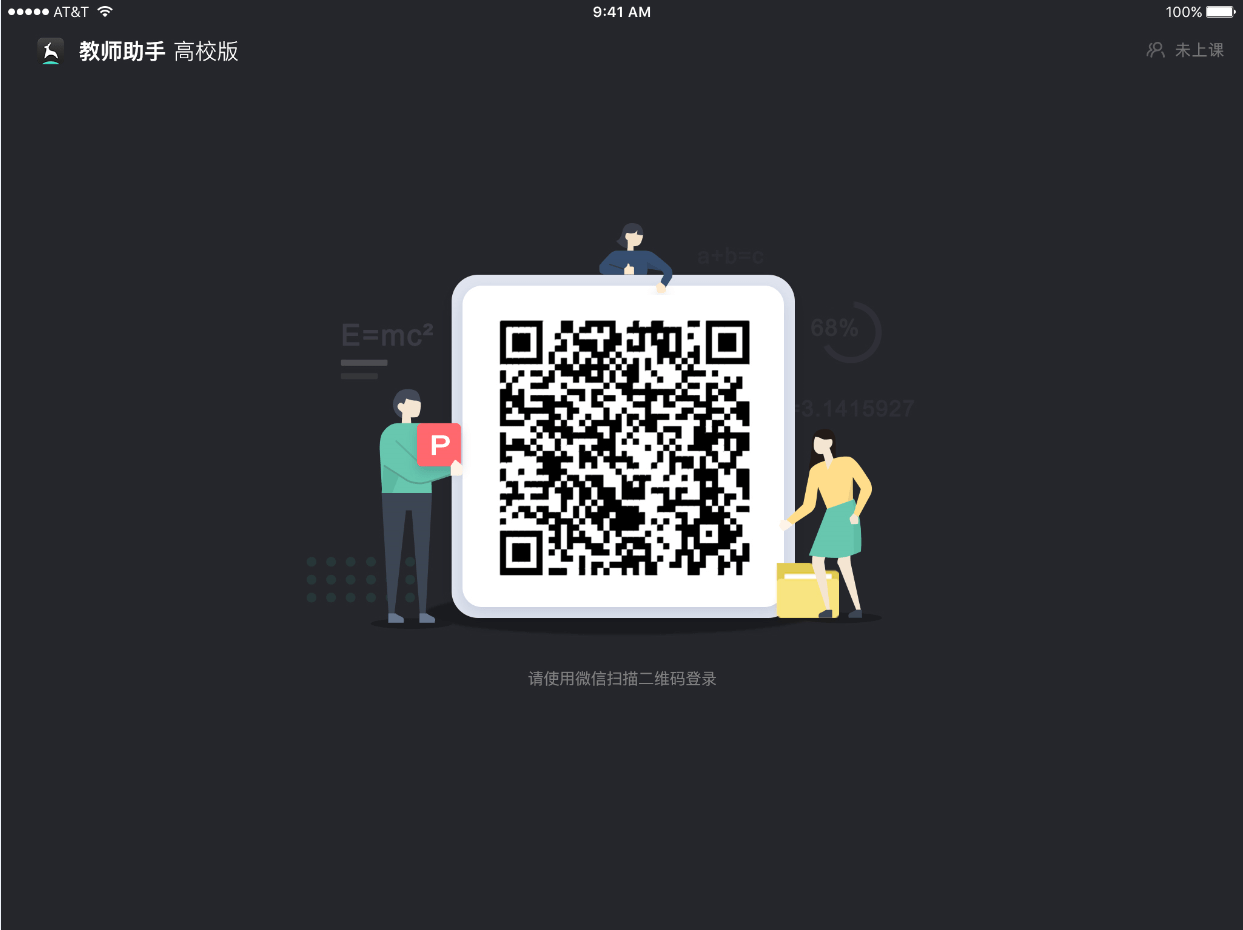 AT&T
9:41 AM
100%
教师助手 高校版
未上课
a+b=c
E=mc²
68%
=3.1415927
P
请使用微信扫描二维码登录